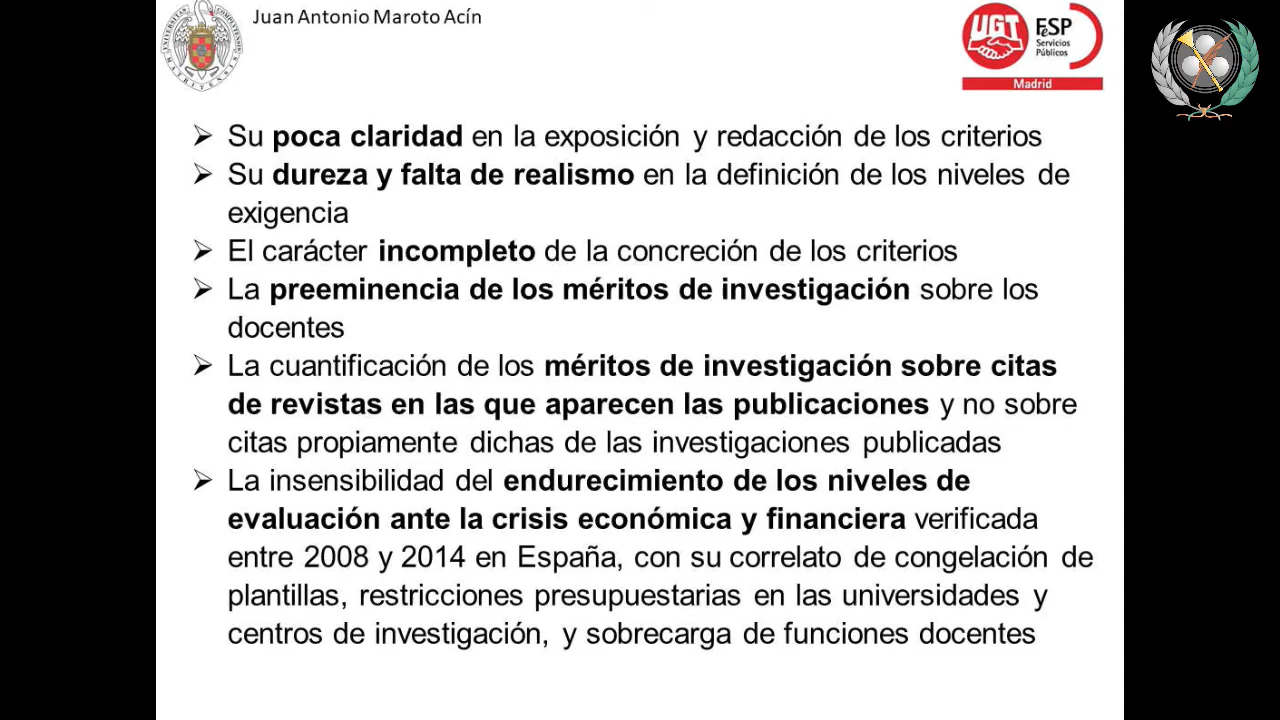 Juan Antonio Maroto Acín
UGT
FeSP
Servicios
Públicos
Madrid
➢ Su poca claridad en la exposición y redacción de los criterios
➢ Su dureza y falta de realismo en la definición de los niveles de
exigencia
➢ El carácter incompleto de la concreción de los criterios
➢ La preeminencia de los méritos de investigación sobre los
docentes
➢ La cuantificación de los méritos de investigación sobre citas
de revistas en las que aparecen las publicaciones y no sobre
citas propiamente dichas de las investigaciones publicadas
➢ La insensibilidad del endurecimiento de los niveles de
evaluación ante la crisis económica y financiera verificada
entre 2008 y 2014 en España, con su correlato de congelación de
plantillas, restricciones presupuestarias en las universidades y
centros de investigación, y sobrecarga de funciones docentes